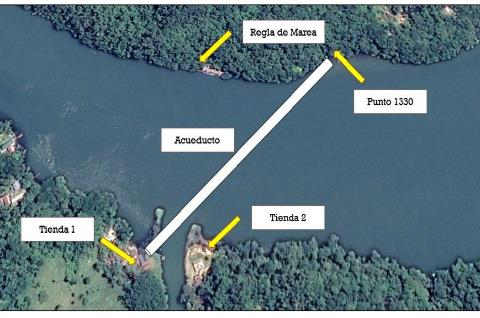 Regla de Marea
Punto 1330
Acueducto
Tienda 1
Tienda 2